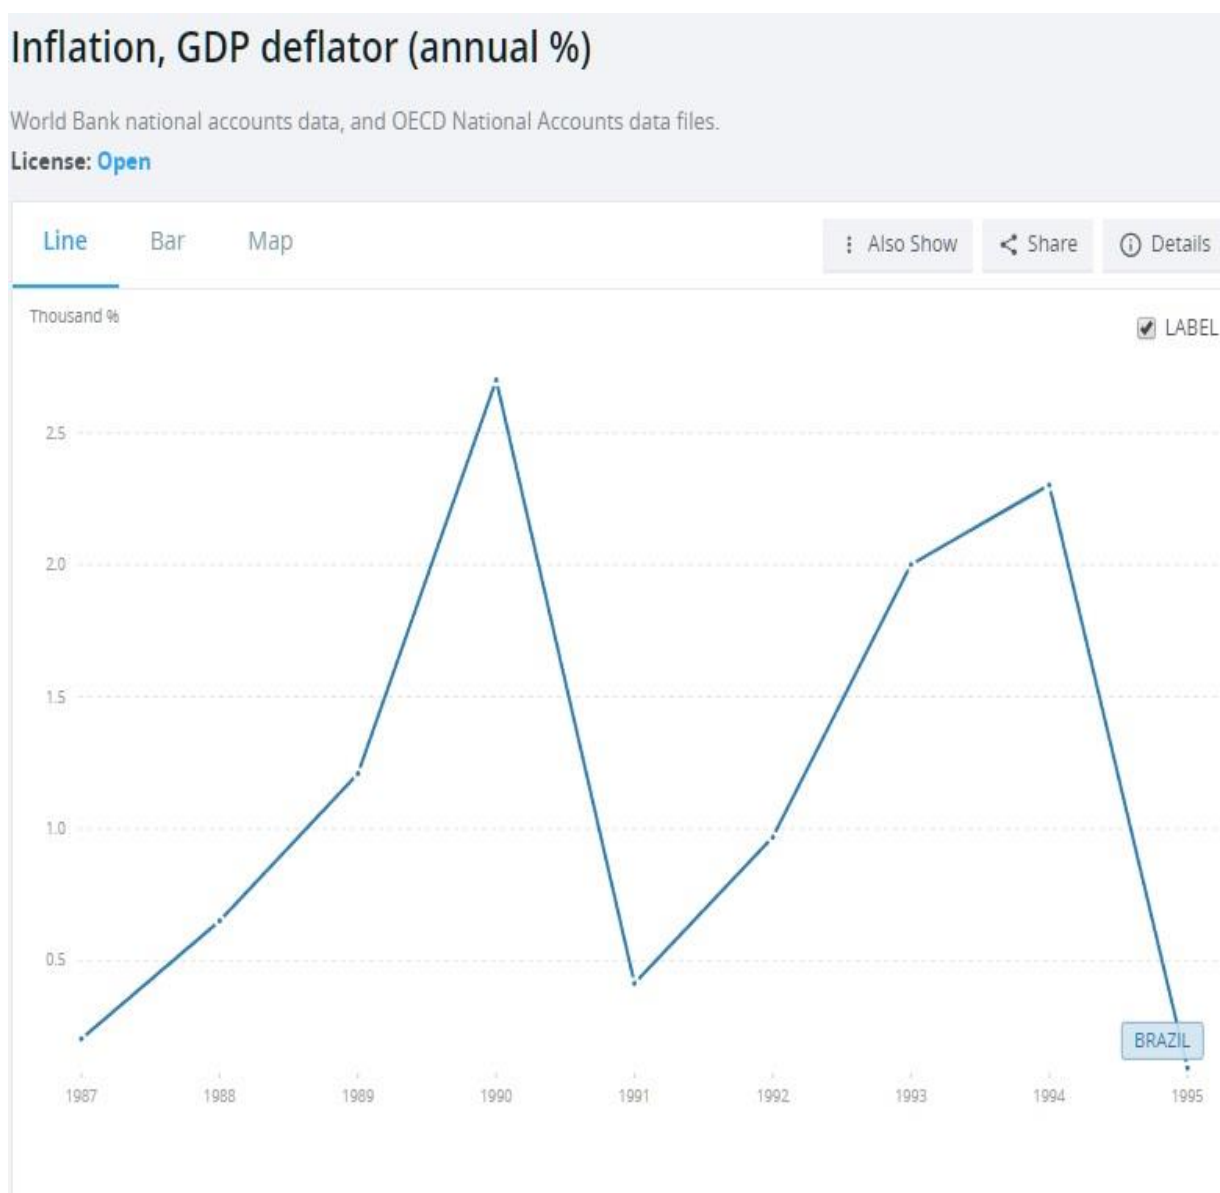 Inflation, GDP deflator (annual %)
World Bank national accounts data, and OECD National Accounts data files.
License: Open
Line Bar Map Also Show Share Details
Thousand %
LABEL
2.5
2.0
1.5
1.0
0.5
BRAZIL
1987 1988 1989 1990 1991 1992 1993 1994 1995